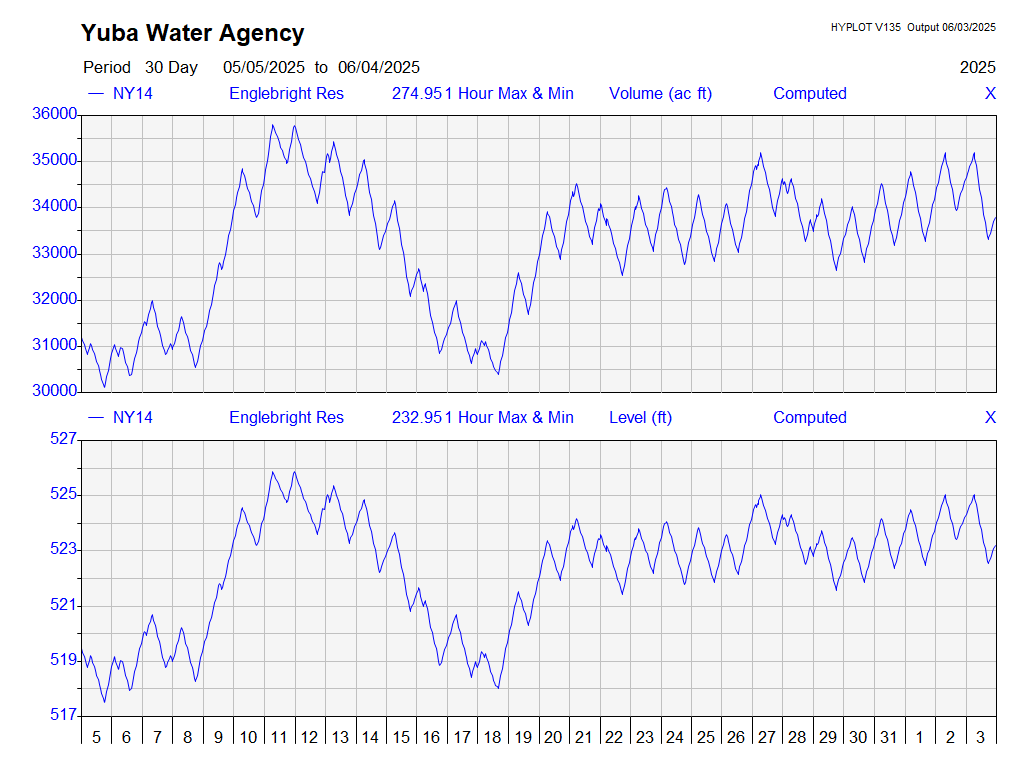 Yuba Water Agency
HYPLOT V135 Output 06/03/2025
Period 30 Day 05/05/2025 to 06/04/2025 2025
NY14 Englebright Res 274.951 Hour Max & Min Volume (ac ft) Computed X
36000
35000
34000
33000
32000
31000
30000
NY14 Englebright Res 232.951 Hour Max & Min Level (ft) Computed X
527
525
523
521
519
517
5 6 7 8 9 10 11 12 13 14 15 16 17 18 19 20 21 22 23 24 25 26 27 28 29 30 31 1 2 3